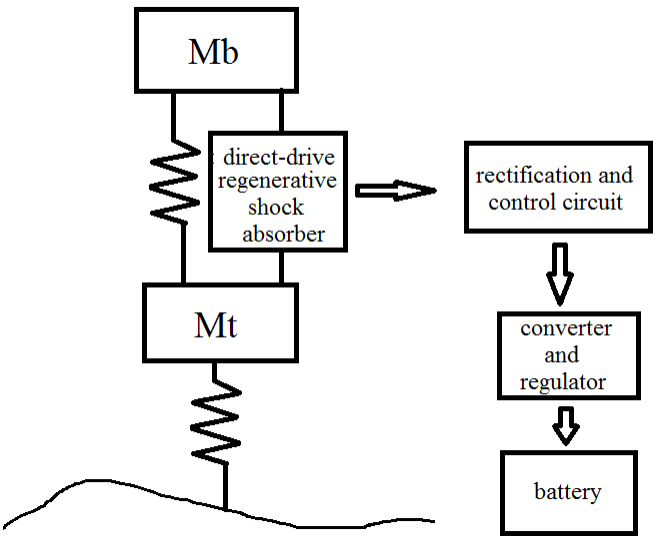 Mb
direct-drive
regenerative
shock
absorber
rectification and
control circuit
Mt
converter
and
regulator
battery